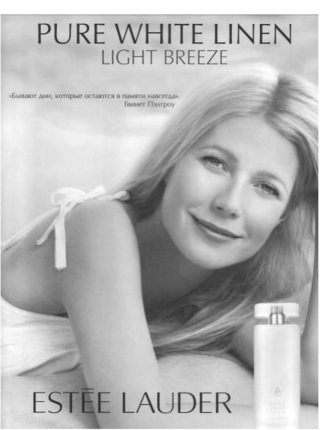 PURE WHITE LINEN
LIGHT BREEZE
«Бывают дни, которые остаются в памяти навсегда».
Гвинет Пэлтроу
ESTĒE LAUDER